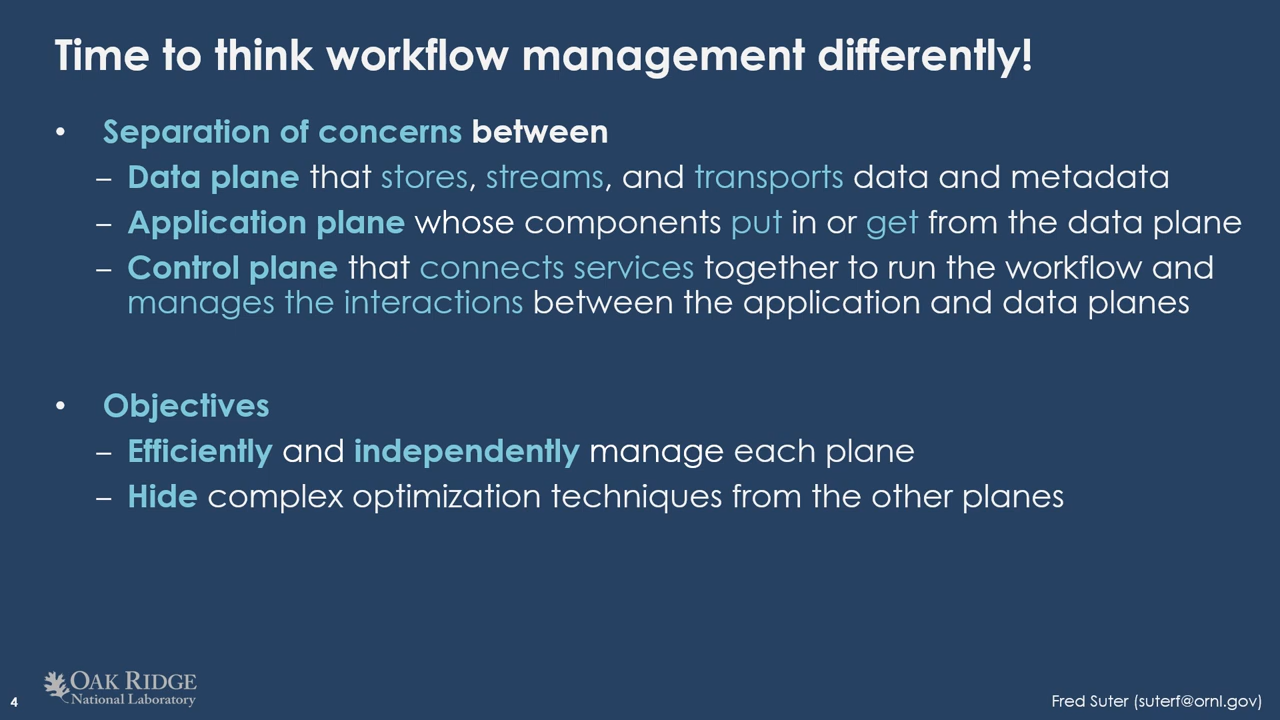 Time to think workflow management differently!
• Separation of concerns between
– Data plane that stores, streams, and transports data and metadata
– Application plane whose components put in or get from the data plane
– Control plane that connects services together to run the workflow and
manages the interactions between the application and data planes
• Objectives
– Efficiently and independently manage each plane
– Hide complex optimization techniques from the other planes
4
OAK RIDGE
National Laboratory
Fred Suter (suterf@ornl.gov)